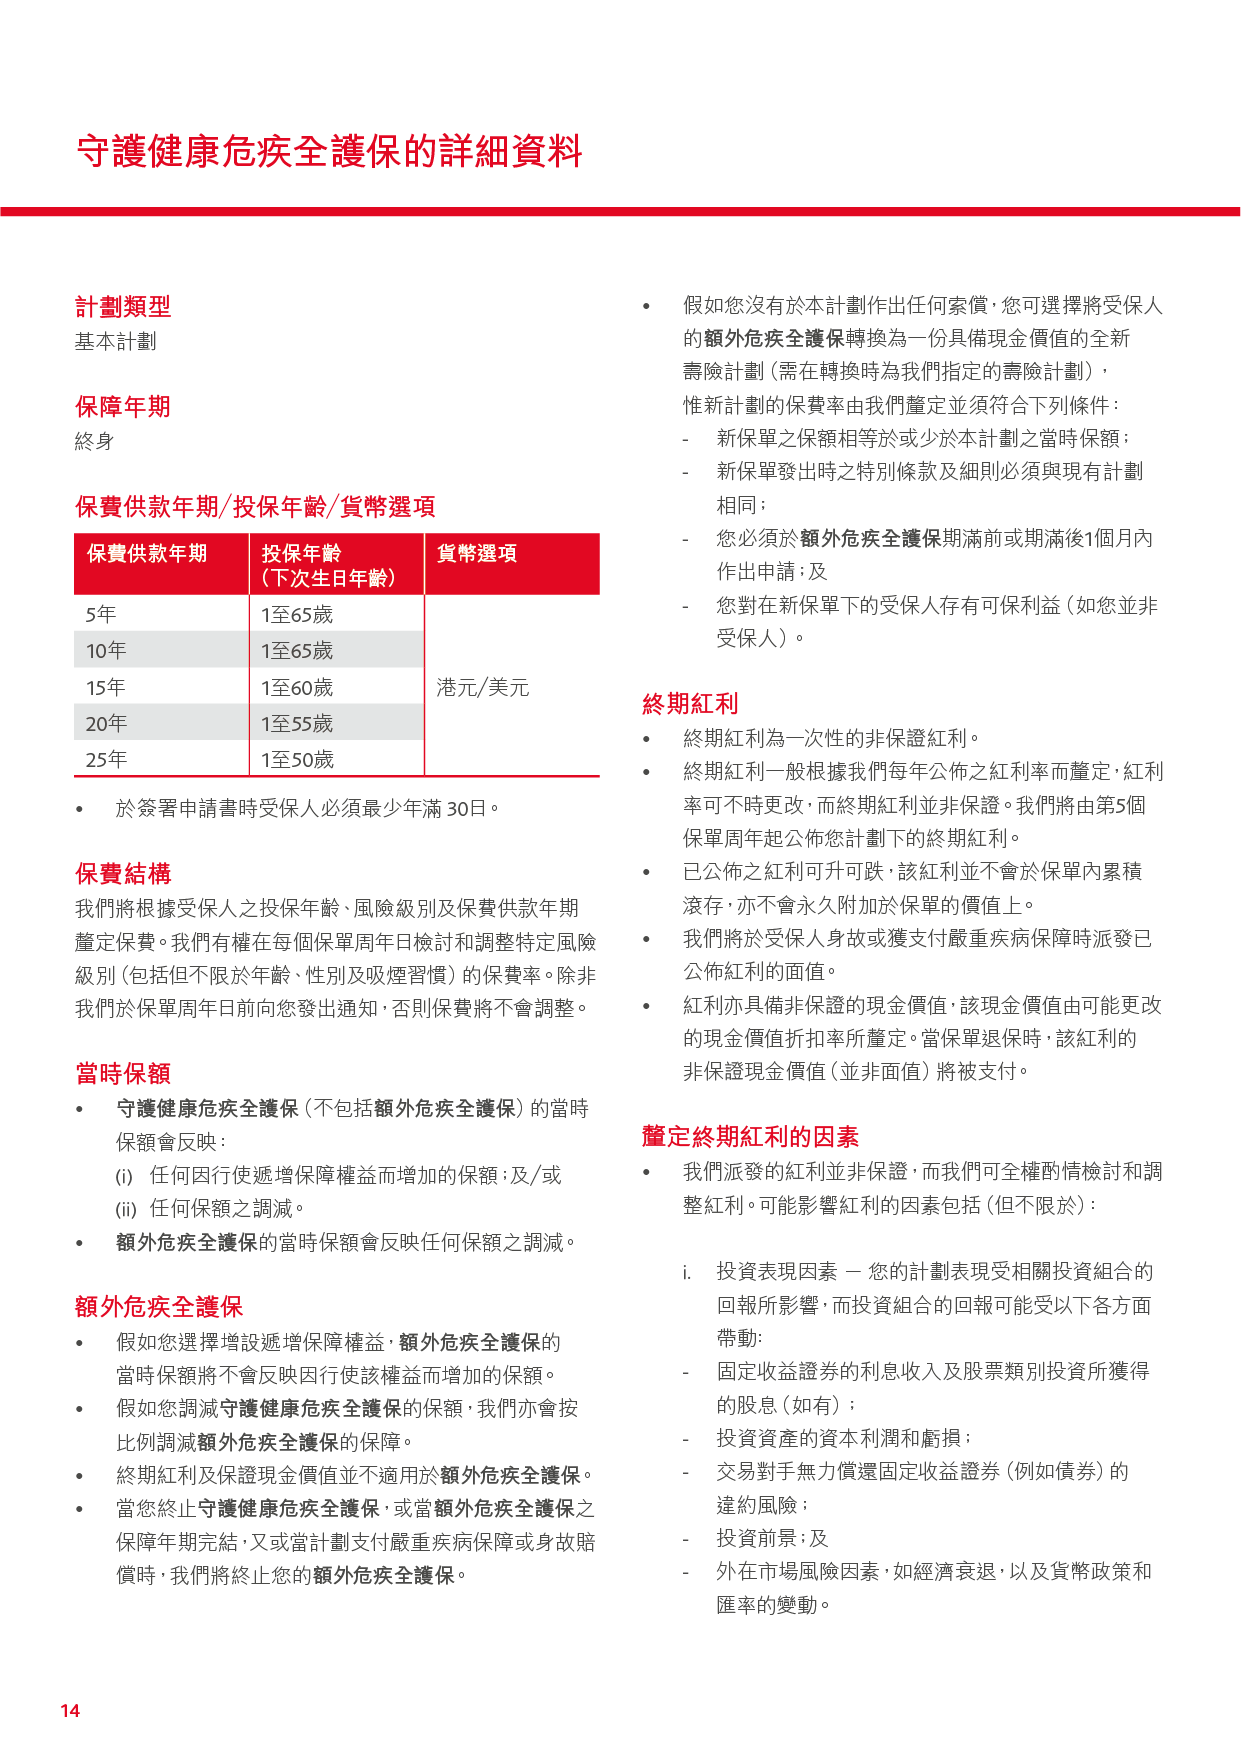 守護健康危疾全護保的詳細資料
計劃類型
基本計劃
保障年期
終身
保費供款年期/投保年齡/貨幣選項
保費供款年期 投保年齡 貨幣選項
（下次生日年齡）
5年 1至65歲
10年 1至65歲
15年 1至60歲 港元/美元
20年 1至55歲
25年 1至50歲
• 於簽署申請書時受保人必須最少年滿 30日。
保費結構
我們將根據受保人之投保年齡、風險級別及保費供款年期
釐定保費。我們有權在每個保單周年日檢討和調整特定風險
級別（包括但不限於年齡、性別及吸煙習慣）的保費率。除非
我們於保單周年日前向您發出通知，否則保費將不會調整。
當時保額
• 守護健康危疾全護保（不包括額外危疾全護保）的當時
保額會反映：
(i) 任何因行使遞增保障權益而增加的保額；及/或
(ii) 任何保額之調減。
• 額外危疾全護保的當時保額會反映任何保額之調減。
額外危疾全護保
• 假如您選擇增設遞增保障權益，額外危疾全護保的
當時保額將不會反映因行使該權益而增加的保額。
• 假如您調減守護健康危疾全護保的保額，我們亦會按
比例調減額外危疾全護保的保障。
• 終期紅利及保證現金價值並不適用於額外危疾全護保。
• 當您終止守護健康危疾全護保，或當額外危疾全護保之
保障年期完結，又或當計劃支付嚴重疾病保障或身故賠
償時，我們將終止您的額外危疾全護保。
• 假如您沒有於本計劃作出任何索償，您可選擇將受保人
的額外危疾全護保轉換為一份具備現金價值的全新
壽險計劃（需在轉換時為我們指定的壽險計劃），
惟新計劃的保費率由我們釐定並須符合下列條件：
- 新保單之保額相等於或少於本計劃之當時保額；
- 新保單發出時之特別條款及細則必須與現有計劃
相同；
- 您必須於額外危疾全護保期滿前或期滿後1個月內
作出申請；及
- 您對在新保單下的受保人存有可保利益（如您並非
受保人）。
終期紅利
• 終期紅利為一次性的非保證紅利。
• 終期紅利一般根據我們每年公佈之紅利率而釐定，紅利
率可不時更改，而終期紅利並非保證。我們將由第5個
保單周年起公佈您計劃下的終期紅利。
• 已公佈之紅利可升可跌，該紅利並不會於保單內累積
滾存，亦不會永久附加於保單的價值上。
• 我們將於受保人身故或獲支付嚴重疾病保障時派發已
公佈紅利的面值。
• 紅利亦具備非保證的現金價值，該現金價值由可能更改
的現金價值折扣率所釐定。當保單退保時，該紅利的
非保證現金價值（並非面值）將被支付。
釐定終期紅利的因素
• 我們派發的紅利並非保證，而我們可全權酌情檢討和調
整紅利。可能影響紅利的因素包括（但不限於）：
i. 投資表現因素 — 您的計劃表現受相關投資組合的
回報所影響，而投資組合的回報可能受以下各方面
帶動:
- 固定收益證券的利息收入及股票類別投資所獲得
的股息（如有）；
- 投資資產的資本利潤和虧損；
- 交易對手無力償還固定收益證券（例如債券）的
違約風險；
- 投資前景；及
- 外在市場風險因素，如經濟衰退，以及貨幣政策和
匯率的變動。
14